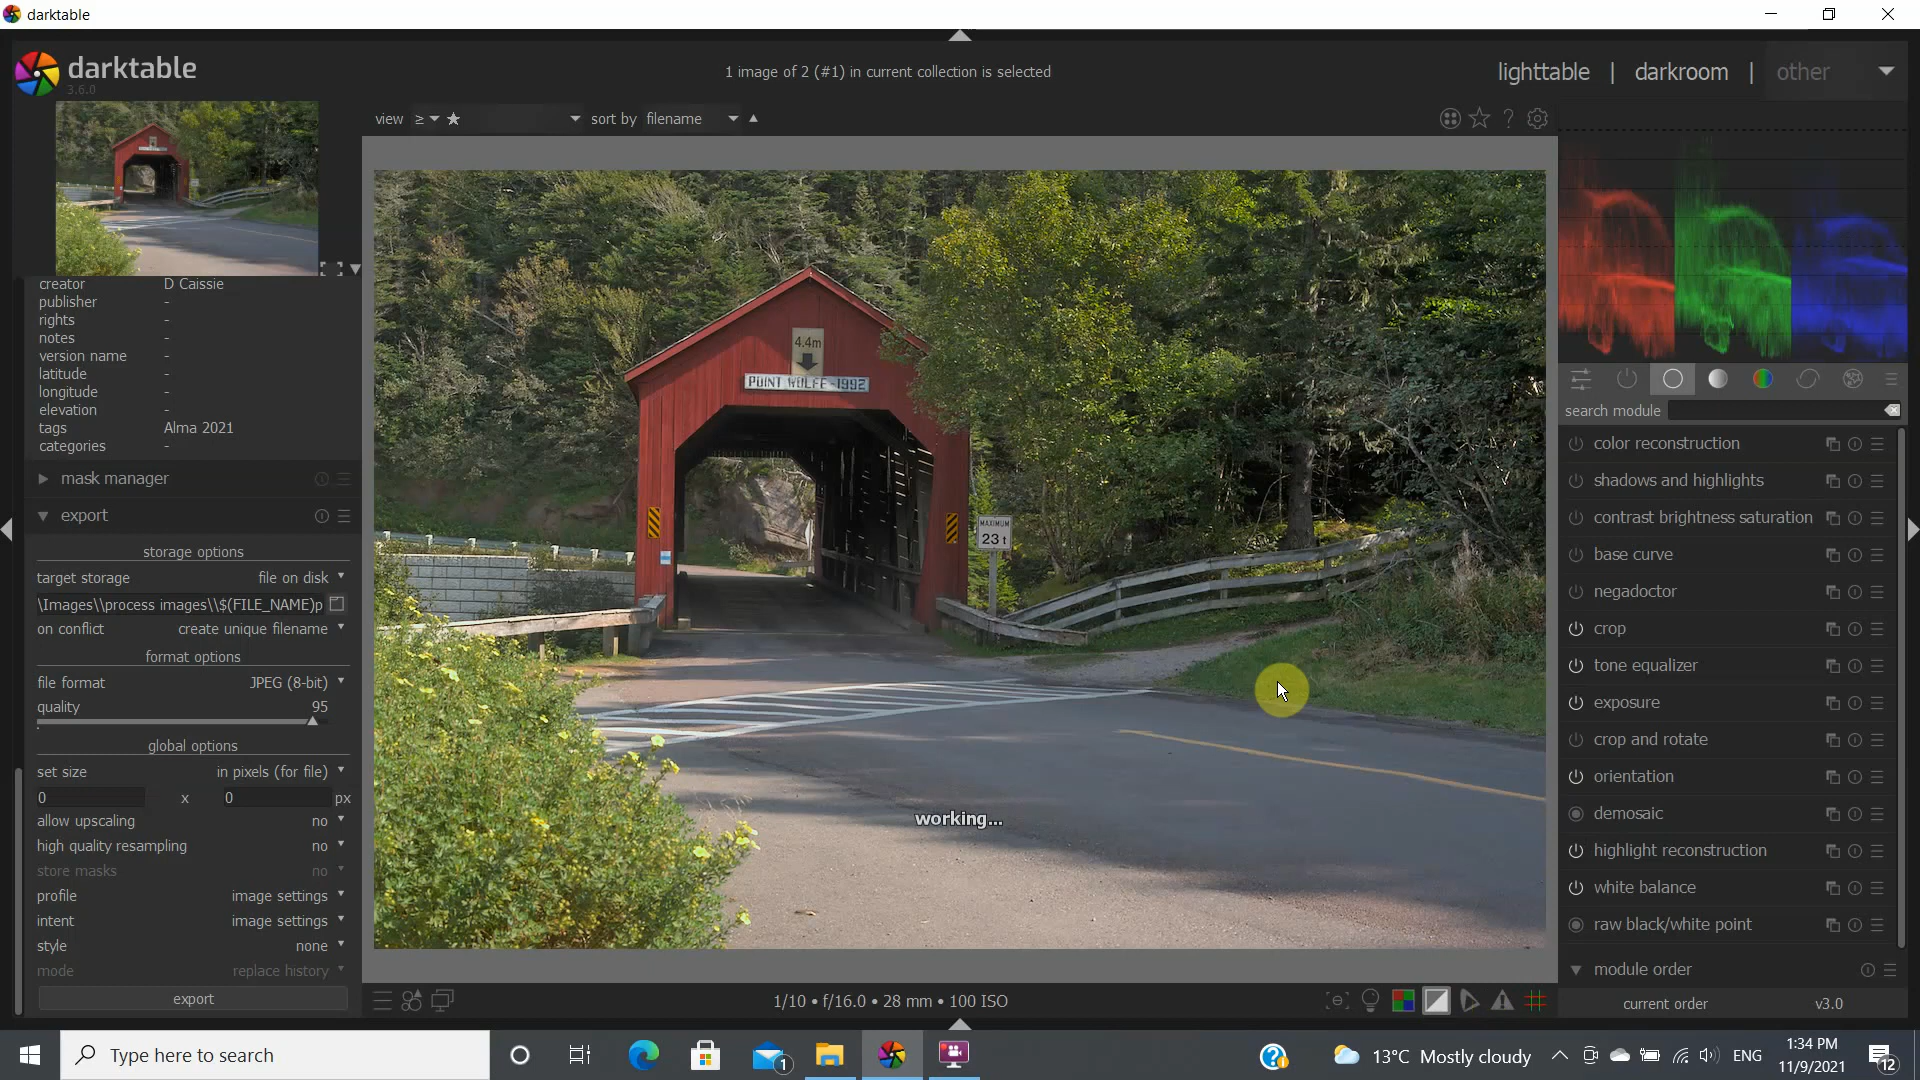 darktable
darktable
3.6.0
1 image of 2 (#1) in current collection is selected
lighttable | darkroom | other
view ≥ ★ sort by filename
creator D Caissie
publisher -
rights -
notes -
version name -
latitude -
longitude -
elevation -
tags Alma 2021
categories -
mask manager
export
storage options
target storage file on disk
\Images\\process images\\$(FILE_NAME)p
on conflict create unique filename
format options
file format JPEG (8-bit)
quality 95
global options
set size in pixels (for file)
0 x 0 px
allow upscaling no
high quality resampling no
store masks no
profile image settings
intent image settings
style none
mode replace history
export
4.4m
POINT WOLFE-1992
MAXIMUM
23 t
working...
1/10 • f/16.0 • 28 mm • 100 ISO
search module
color reconstruction
shadows and highlights
contrast brightness saturation
base curve
negadoctor
crop
tone equalizer
exposure
crop and rotate
orientation
demosaic
highlight reconstruction
white balance
raw black/white point
module order
current order v3.0
Type here to search
1
13°C Mostly cloudy
ENG
1:34 PM
11/9/2021
12